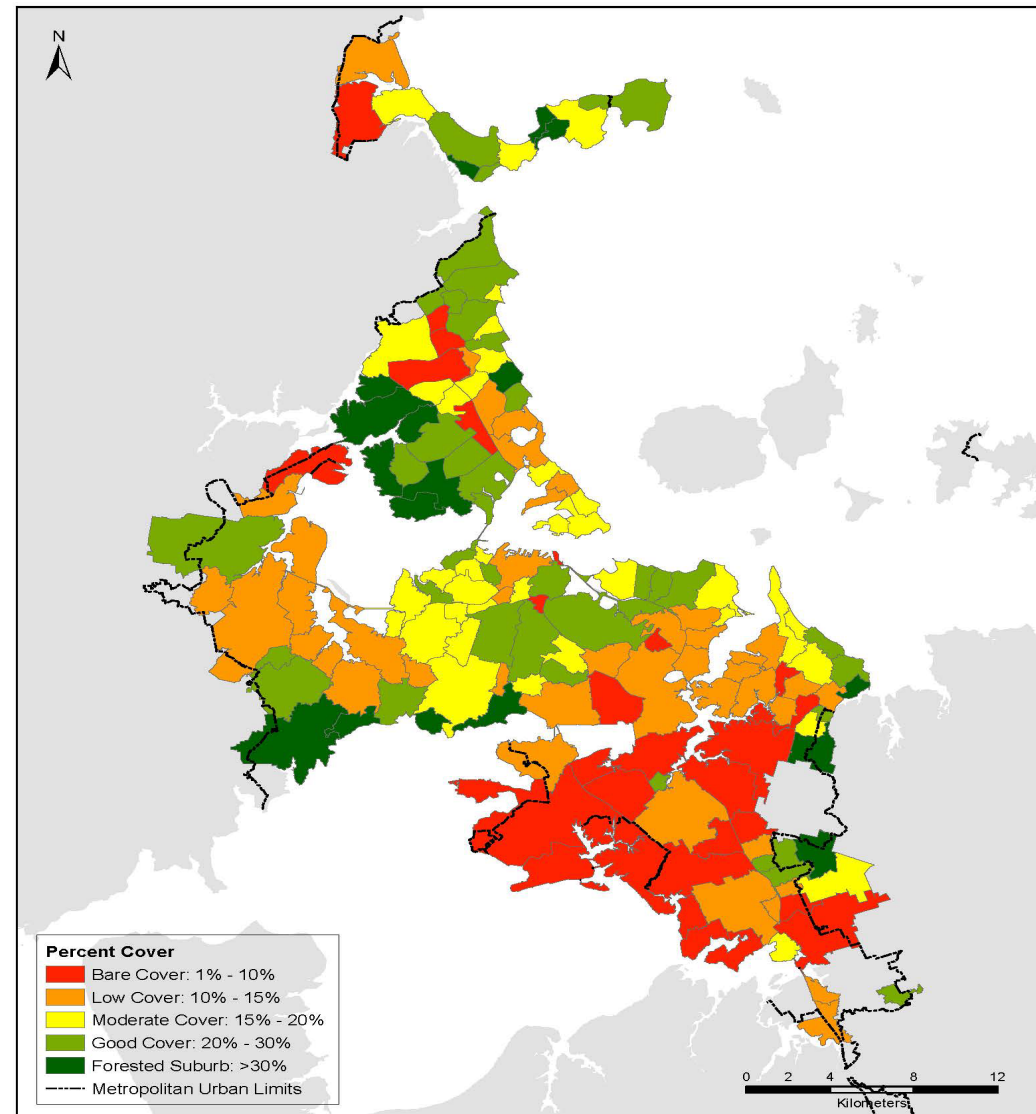 N
Percent Cover
Bare Cover: 1% - 10%
Low Cover: 10% - 15%
Moderate Cover: 15% - 20%
Good Cover: 20% - 30%
Forested Suburb: >30%
Metropolitan Urban Limits
0 2 4 8 12
Kilometers